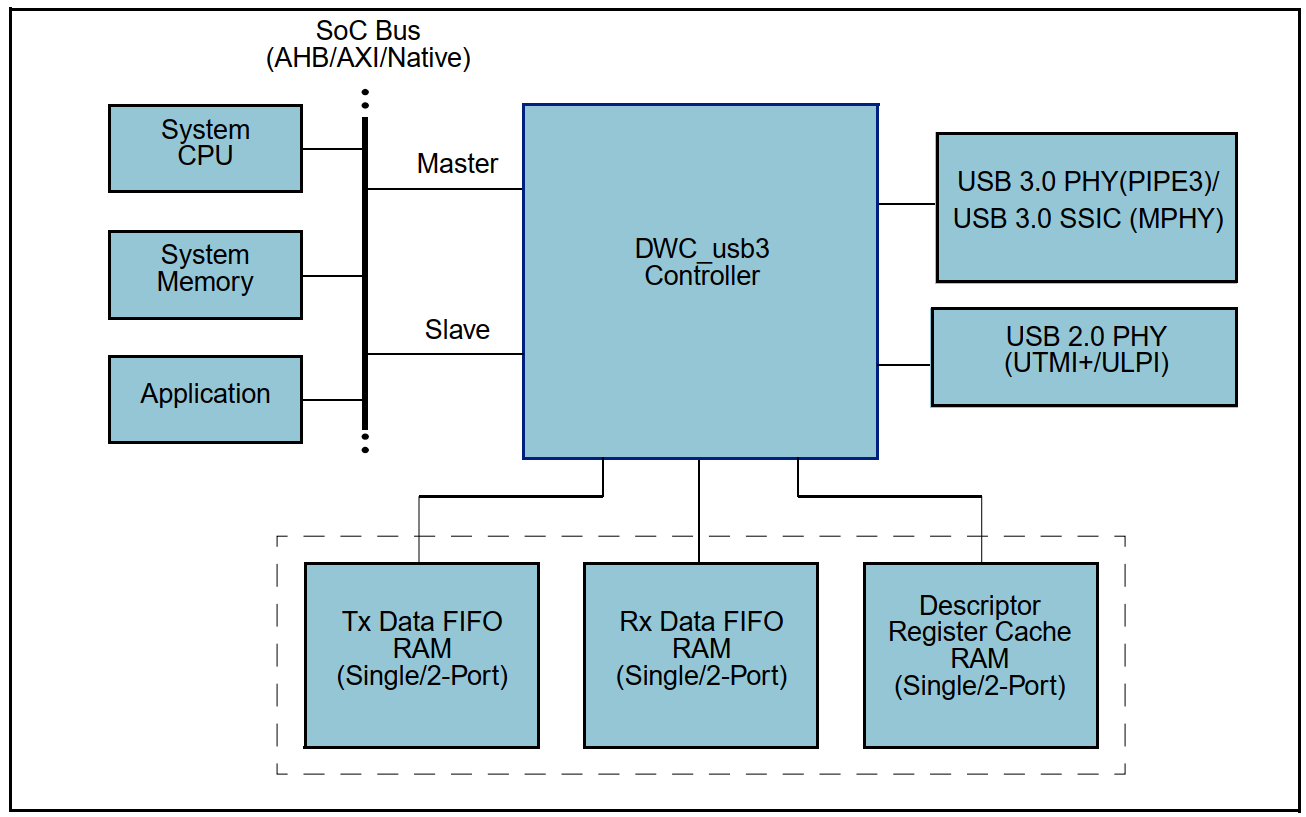 SoC Bus
(AHB/AXI/Native)
System
CPU
System
Memory
Application
Master
Slave
DWC_usb3
Controller
USB 3.0 PHY(PIPE3)/
USB 3.0 SSIC (MPHY)
USB 2.0 PHY
(UTMI+/ULPI)
Tx Data FIFO
RAM
(Single/2-Port)
Rx Data FIFO
RAM
(Single/2-Port)
Descriptor
Register Cache
RAM
(Single/2-Port)